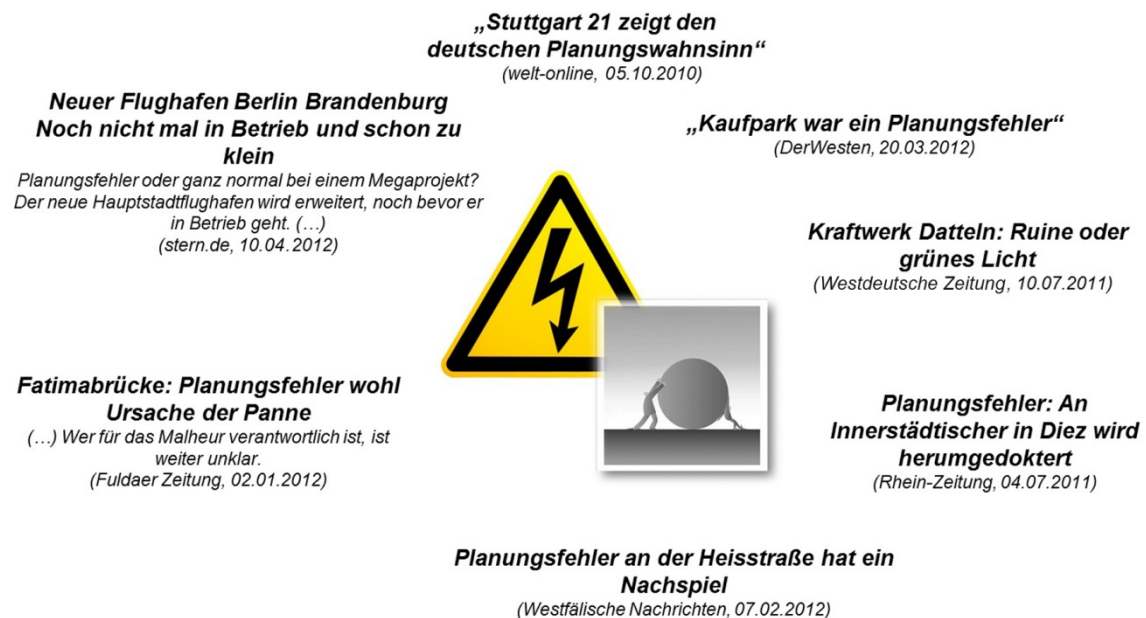 „Stuttgart 21 zeigt den
deutschen Planungswahnsinn“
(welt-online, 05.10.2010)
Neuer Flughafen Berlin Brandenburg
Noch nicht mal in Betrieb und schon zu
klein
Planungsfehler oder ganz normal bei einem Megaprojekt?
Der neue Hauptstadtflughafen wird erweitert, noch bevor er
in Betrieb geht. (…)
(stern.de, 10.04.2012)
„Kaufpark war ein Planungsfehler“
(DerWesten, 20.03.2012)
Kraftwerk Datteln: Ruine oder
grünes Licht
(Westdeutsche Zeitung, 10.07.2011)
Fatimabrücke: Planungsfehler wohl
Ursache der Panne
(…) Wer für das Malheur verantwortlich ist, ist
weiter unklar.
(Fuldaer Zeitung, 02.01.2012)
Planungsfehler: An
Innerstädtischer in Diez wird
herumgedoktert
(Rhein-Zeitung, 04.07.2011)
Planungsfehler an der Heisstraße hat ein
Nachspiel
(Westfälische Nachrichten, 07.02.2012)